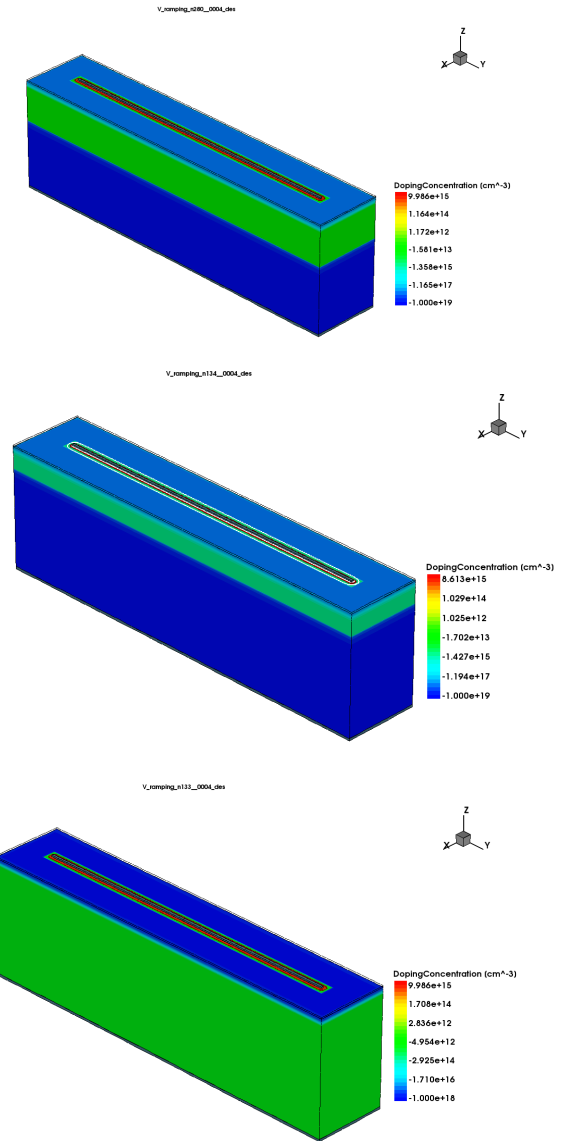 V_ramping_n280__0004_des
Z
X
Y
DopingConcentration (cm^-3)
9.986e+15
1.164e+14
1.172e+12
-1.581e+13
-1.358e+15
-1.165e+17
-1.000e+19
V_ramping_n134__0004_des
Z
X
Y
DopingConcentration (cm^-3)
8.613e+15
1.029e+14
1.025e+12
-1.702e+13
-1.427e+15
-1.194e+17
-1.000e+19
V_ramping_n133__0004_des
Z
X
Y
DopingConcentration (cm^-3)
9.986e+15
1.708e+14
2.836e+12
-4.954e+12
-2.925e+14
-1.710e+16
-1.000e+18